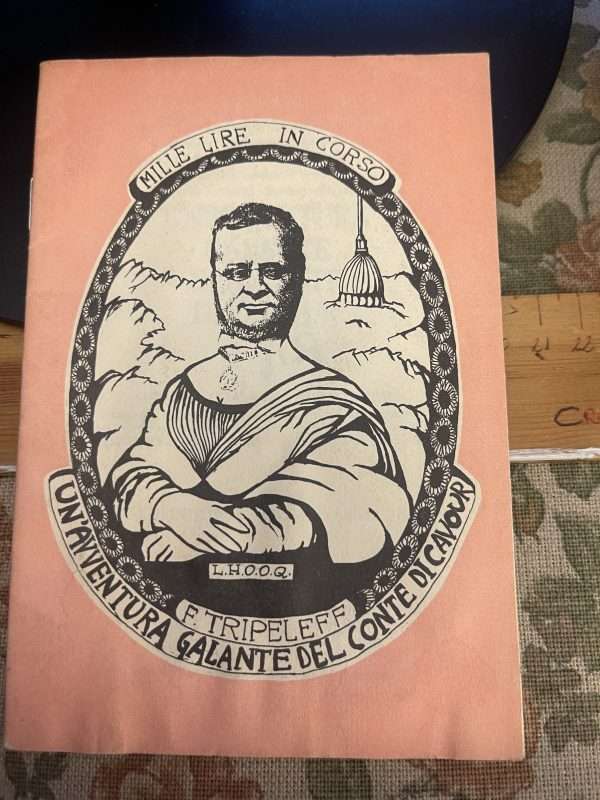 MILLE LIRE IN CORSO
L.H.O.O.Q.
F. TRIPELEFF
UN'AVVENTURA GALANTE DEL CONTE DI CAVOUR